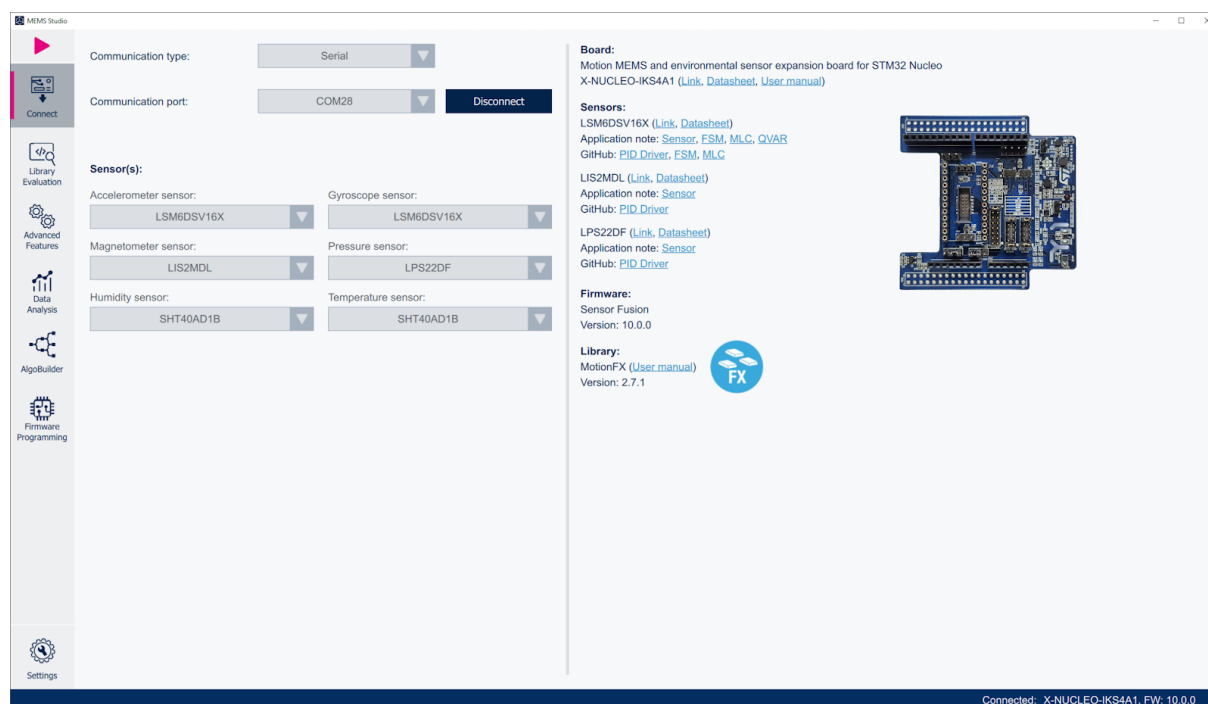 MEMS Studio
Connect
Library
Evaluation
Advanced
Features
Data
Analysis
AlgoBuilder
Firmware
Programming
Settings
Communication type:
Serial
Communication port:
COM28
Disconnect
Sensor(s):
Accelerometer sensor:
Gyroscope sensor:
LSM6DSV16X
LSM6DSV16X
Magnetometer sensor:
Pressure sensor:
LIS2MDL
LPS22DF
Humidity sensor:
Temperature sensor:
SHT40AD1B
SHT40AD1B
Board:
Motion MEMS and environmental sensor expansion board for STM32 Nucleo
X-NUCLEO-IKS4A1 (Link, Datasheet, User manual)
Sensors:
LSM6DSV16X (Link, Datasheet)
Application note: Sensor, FSM, MLC, QVAR
GitHub: PID Driver, FSM, MLC
LIS2MDL (Link, Datasheet)
Application note: Sensor
GitHub: PID Driver
LPS22DF (Link, Datasheet)
Application note: Sensor
GitHub: PID Driver
Firmware:
Sensor Fusion
Version: 10.0.0
Library:
MotionFX (User manual)
Version: 2.7.1
FX
Connected: X-NUCLEO-IKS4A1, FW: 10.0.0